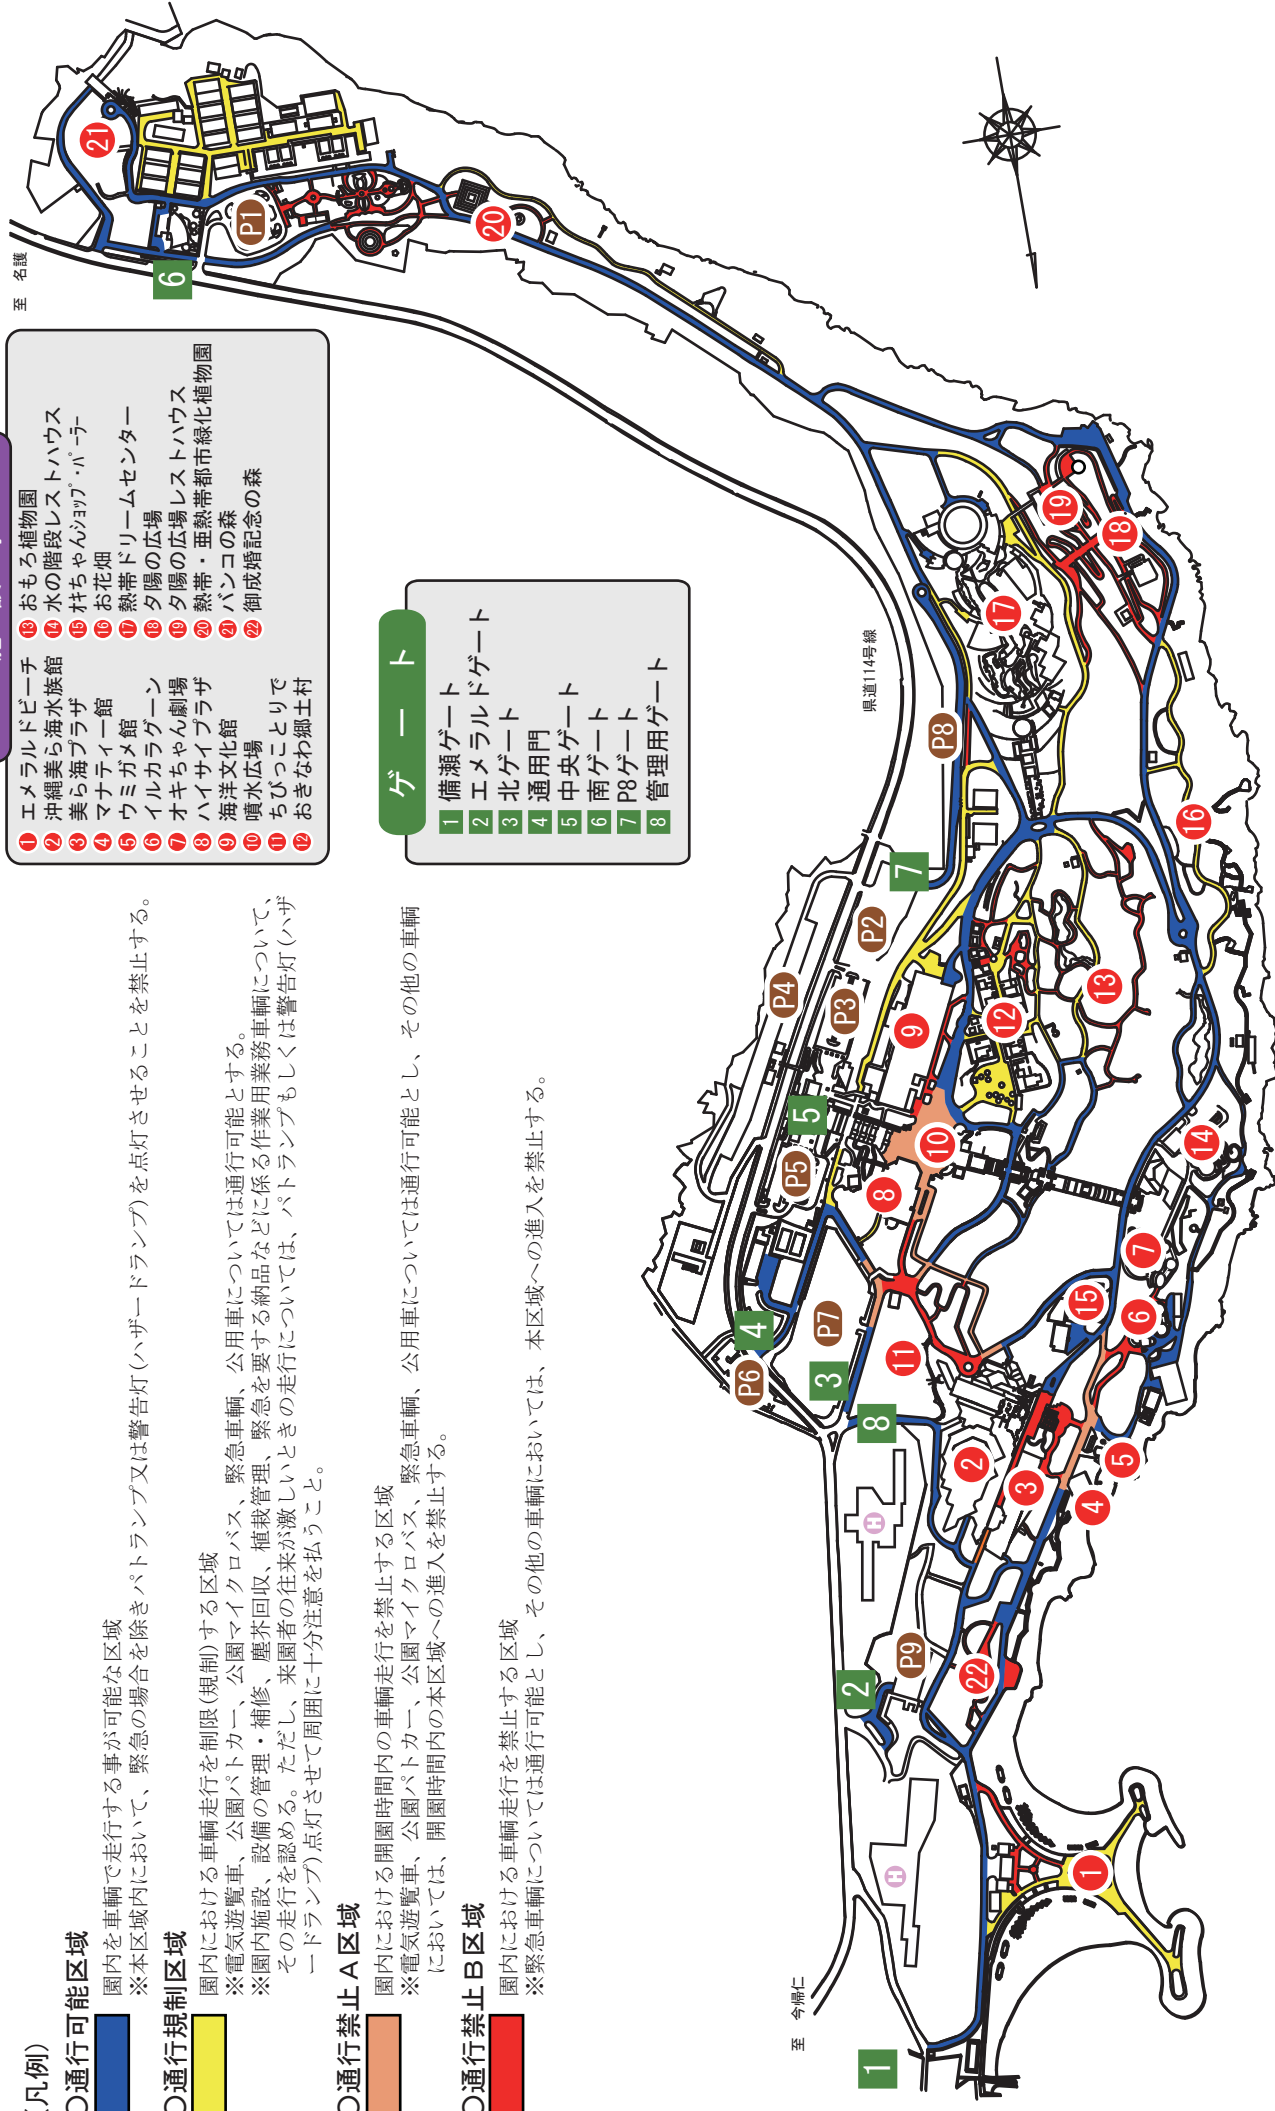 (凡例)
〇通行可能区域
園内を車輌で走行する事が可能な区域
※本区域内において、緊急の場合を除きパトランプ又は警告灯(ハザードランプ)を点灯させることを禁止する。
〇通行規制区域
園内における車輌走行を制限(規制)する区域
※電気遊覧車、公園パトカー、公園マイクロバス、緊急車輌、公用車については通行可能とする。
※園内施設、設備の管理・補修、塵芥回収、植栽管理、緊急を要する納品などに係る作業用業務車輌について、
その走行を認める。ただし、来園者の往来が激しいときの走行については、パトランプもしくは警告灯(ハザ
ードランプ)点灯させて周囲に十分注意を払うこと。
〇通行禁止A区域
園内における開園時間内の車輌走行を禁止する区域
※電気遊覧車、公園パトカー、公園マイクロバス、緊急車輌、公用車については通行可能とし、その他の車輌
においては、開園時間内の本区域への進入を禁止する。
〇通行禁止B区域
園内における車輌走行を禁止する区域
※緊急車輌については通行可能とし、その他の車輌においては、本区域への進入を禁止する。
1 エメラルドビーチ
2 沖縄美ら海水族館
3 美ら海プラザ
4 マナティー館
5 ウミガメ館
6 イルカラグーン
7 オキちゃん劇場
8 ハイサイプラザ
9 海洋文化館
10 噴水広場
11 ちびっことりで
12 おきなわ郷土村
13 おもろ植物園
14 水の階段レストハウス
15 オキちゃんショップ・パーラー
16 お花畑
17 熱帯ドリームセンター
18 夕陽の広場
19 夕陽の広場レストハウス
20 熱帯・亜熱帯都市緑化植物園
21 バンコの森
22 御成婚記念の森
ゲート
1 備瀬ゲート
2 エメラルドゲート
3 北ゲート
4 通用門
5 中央ゲート
6 南ゲート
7 P8ゲート
8 管理用ゲート
至 今帰仁
至 名護
県道114号線
1
2
3
4
5
6
7
8
P1
P2
P3
P4
P5
P6
P7
P8
P9
H
H
1
2
3
4
5
6
7
8
9
10
11
12
13
14
15
16
17
18
19
20
21
22